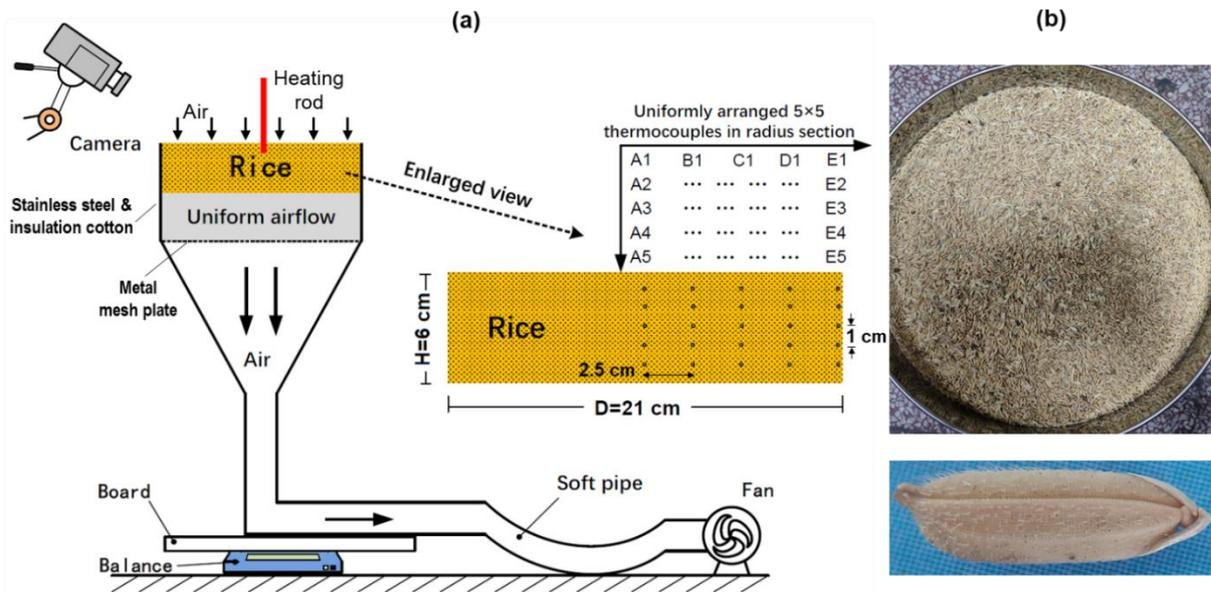 (a)
(b)
Heating
rod
Air
Camera
Rice
Stainless steel &
insulation cotton
Uniform airflow
Metal
mesh plate
Air
Enlarged view
Uniformly arranged 5×5
thermocouples in radius section
A1 B1 C1 D1 E1
A2 ... ... ... ... E2
A3 ... ... ... ... E3
A4 ... ... ... ... E4
A5 ... ... ... ... E5
Rice
H=6 cm
1 cm
2.5 cm
D=21 cm
Board
Balance
Soft pipe
Fan